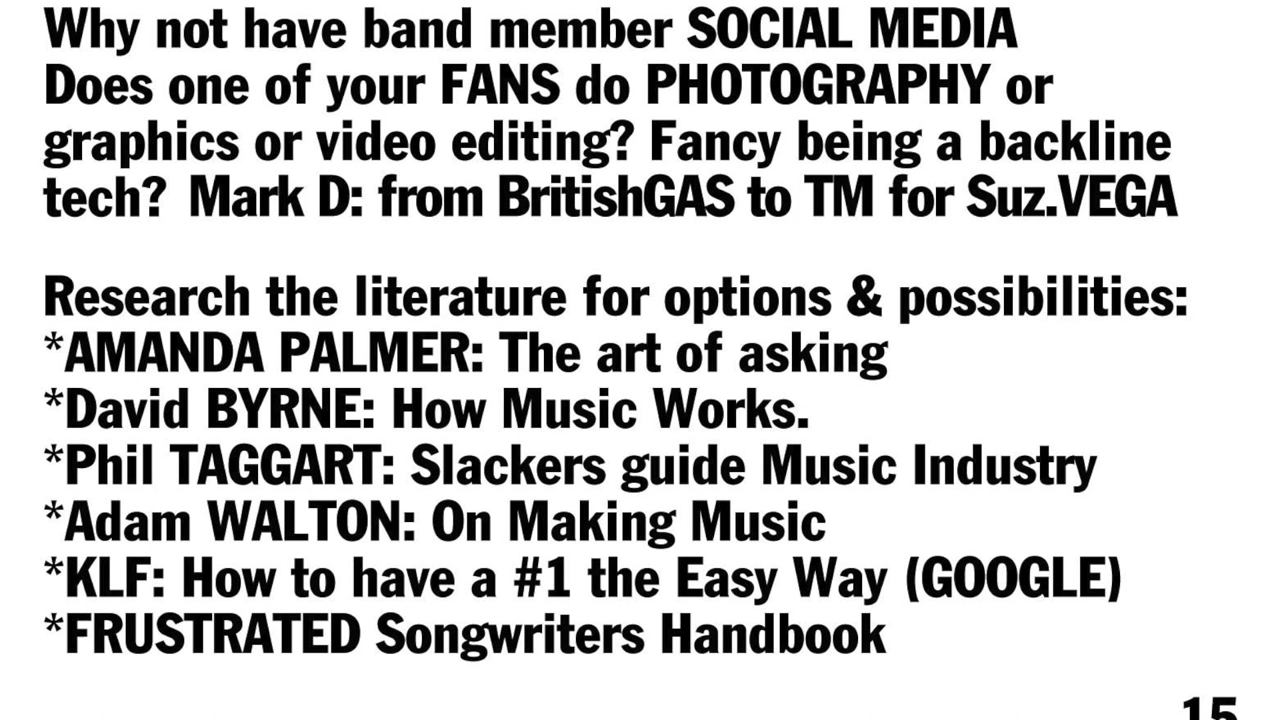 Why not have band member SOCIAL MEDIA
Does one of your FANS do PHOTOGRAPHY or
graphics or video editing? Fancy being a backline
tech? Mark D: from BritishGAS to TM for Suz.VEGA
Research the literature for options & possibilities:
*AMANDA PALMER: The art of asking
*David BYRNE: How Music Works.
*Phil TAGGART: Slackers guide Music Industry
*Adam WALTON: On Making Music
*KLF: How to have a #1 the Easy Way (GOOGLE)
*FRUSTRATED Songwriters Handbook
15